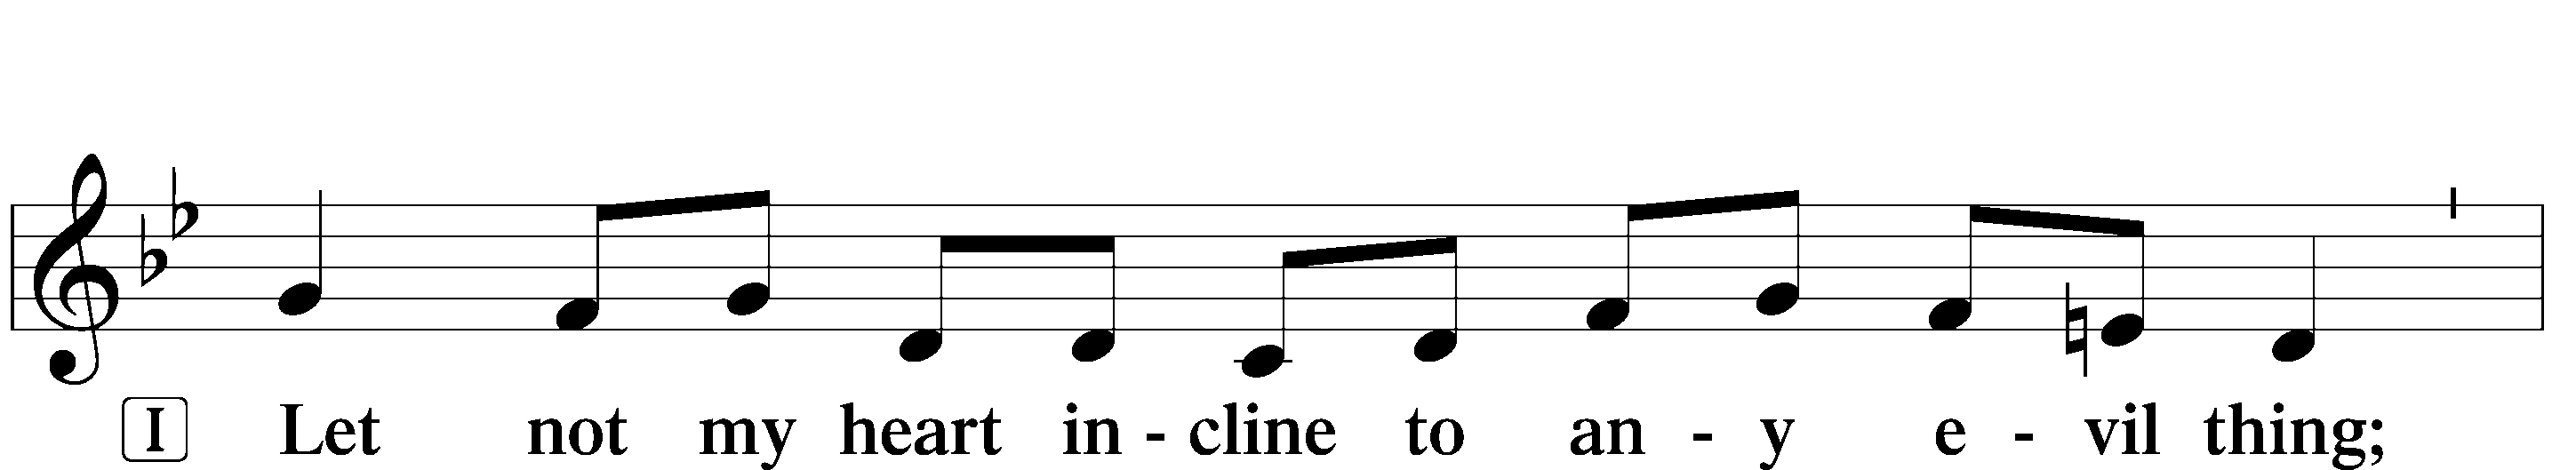 I Let not my heart in - cline to an - y e - vil thing;